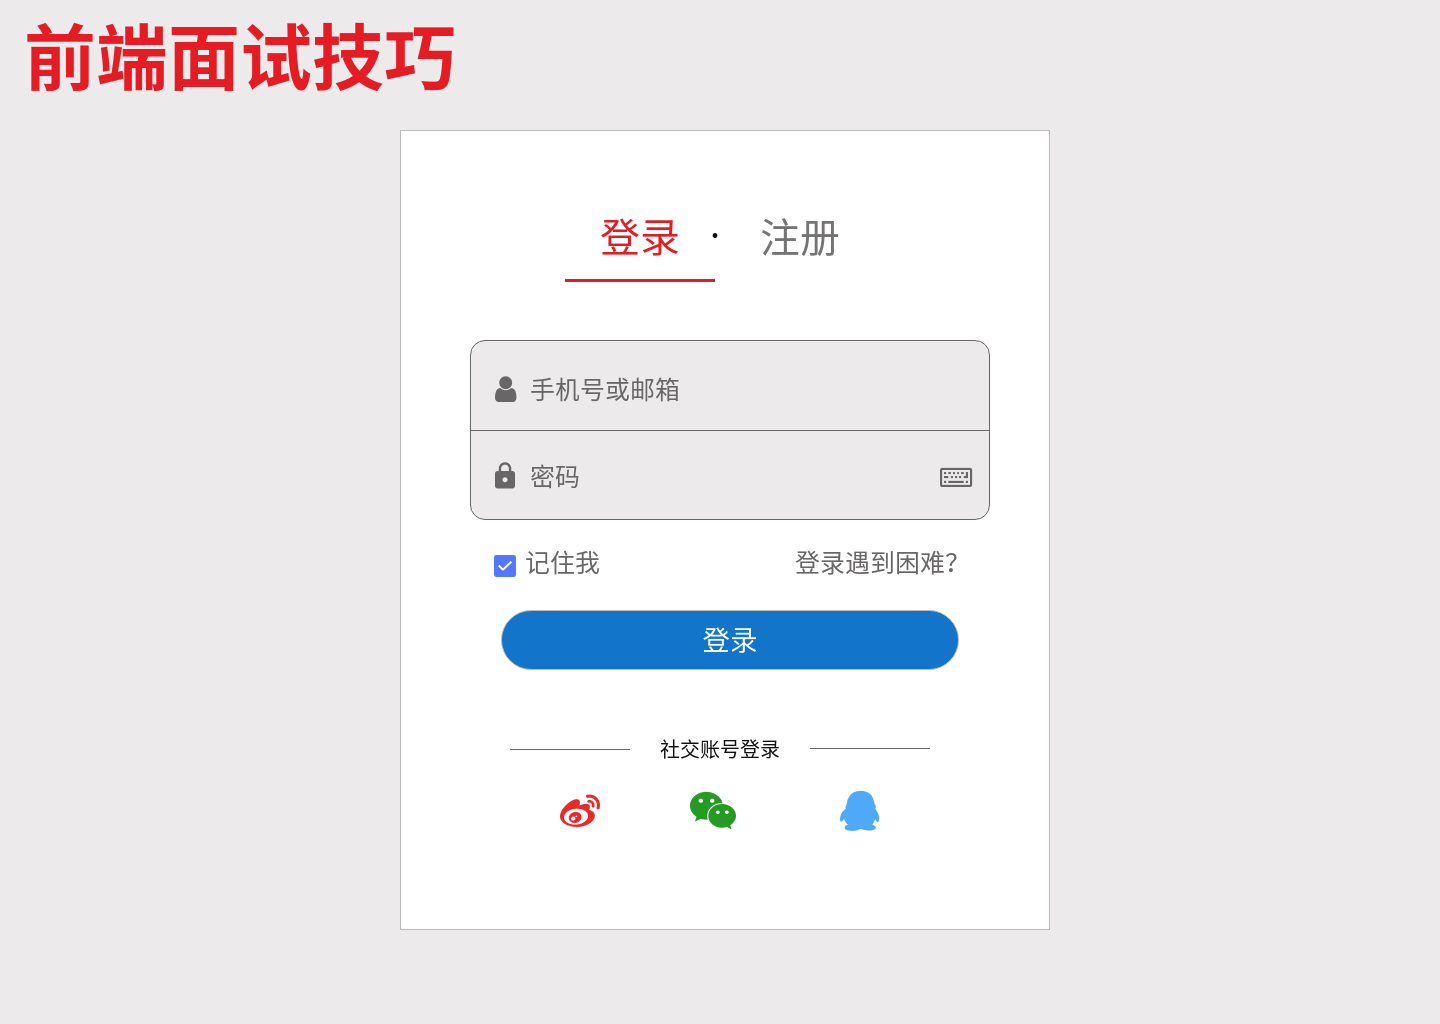 前端面试技巧
登录 · 注册
手机号或邮箱
密码
记住我 登录遇到困难?
登录
社交账号登录